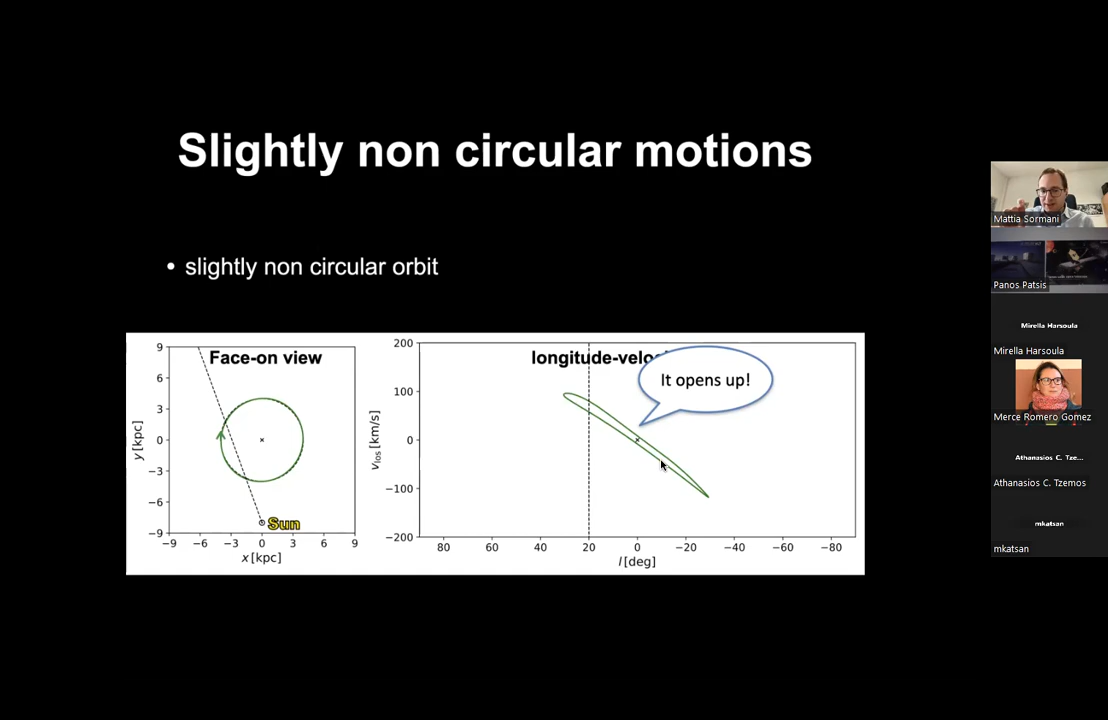 Slightly non circular motions
• slightly non circular orbit
Face-on view
9
6
3
0
−3
−6
−9
y [kpc]
Sun
−9 −6 −3 0 3 6 9
x [kpc]
longitude-velo
It opens up!
200
100
0
−100
−200
vlos [km/s]
80 60 40 20 0 −20 −40 −60 −80
l [deg]
Mattia Sormani
Panos Patsis
Mirella Harsoula
Mirella Harsoula
Merce Romero Gomez
Athanasios C. Tze...
Athanasios C. Tzemos
mkatsan
mkatsan